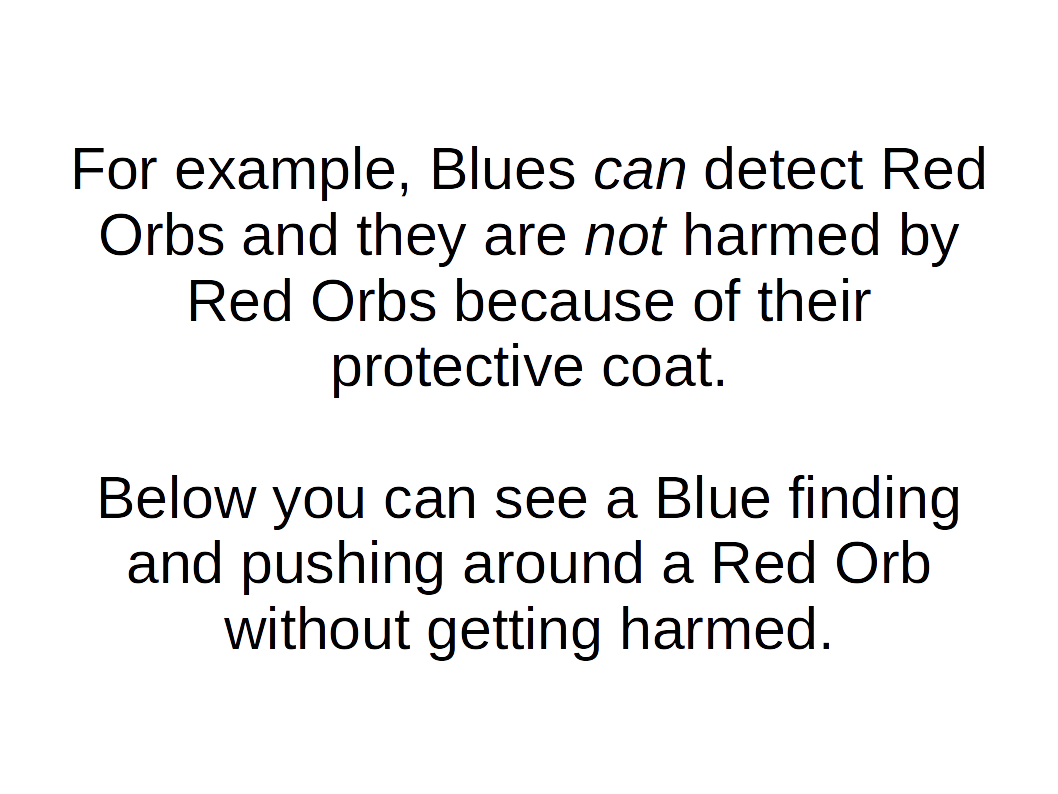 For example, Blues can detect Red
Orbs and they are not harmed by
Red Orbs because of their
protective coat.
Below you can see a Blue finding
and pushing around a Red Orb
without getting harmed.